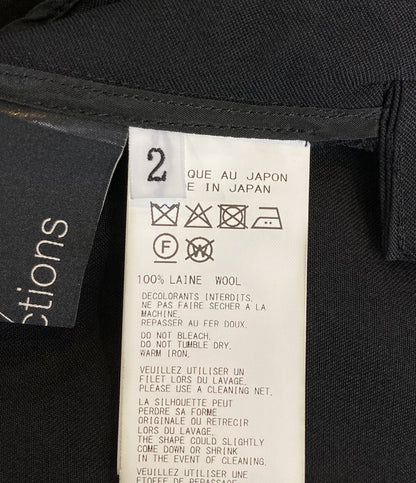 2
QUE AU JAPON
IN JAPAN
F W
100% LAINE WOOL
DÉCOLORANTS INTERDITS.
NE PAS FAIRE SÉCHER A LA
MACHINE.
REPASSER AU FER DOUX.
DO NOT BLEACH.
DO NOT TUMBLE DRY.
WARM IRON.
VEUILLEZ UTILISER UN
FILET LORS DU LAVAGE.
PLEASE USE A CLEANING NET.
LA SILHOUETTE PEUT
PERDRE SA FORME
ORIGINALE OU RETRECIR
LORS DU LAVAGE.
THE SHAPE COULD SLIGHTLY
COME DOWN OR SHRINK
IN THE EVENT OF CLEANING.
VEUILLEZ UTILISER UNE
ÉTOFFE DE REPASSAGE
ctions